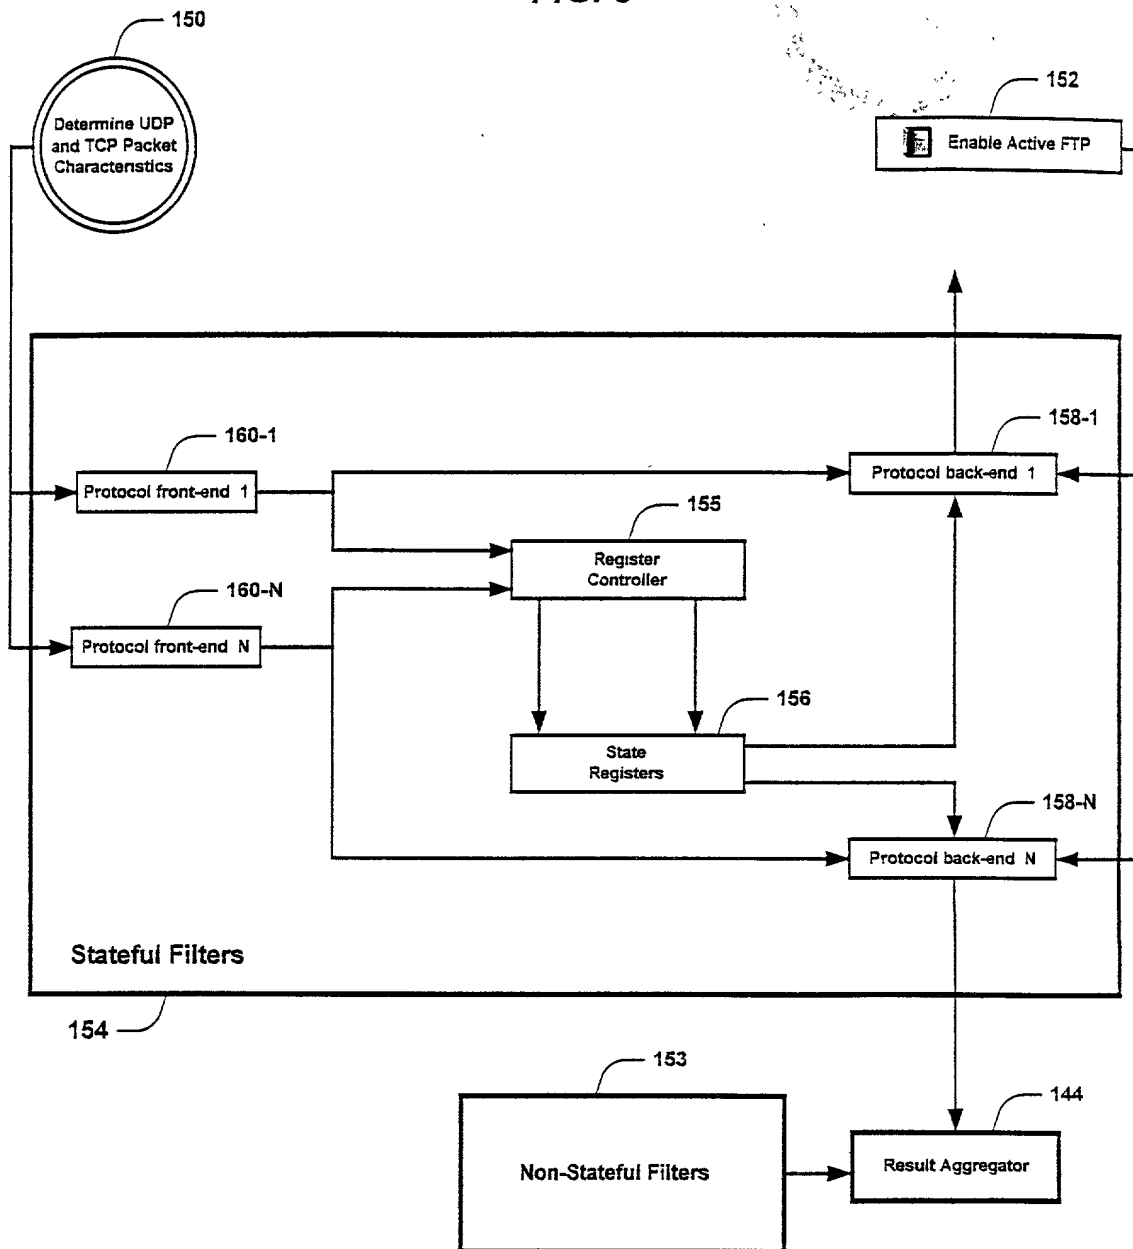 150
152
Determine UDP
and TCP Packet
Characteristics
Enable Active FTP
160-1
158-1
Protocol front-end 1
Protocol back-end 1
155
Register
Controller
160-N
Protocol front-end N
156
State
Registers
158-N
Protocol back-end N
Stateful Filters
154
153
144
Non-Stateful Filters
Result Aggregator